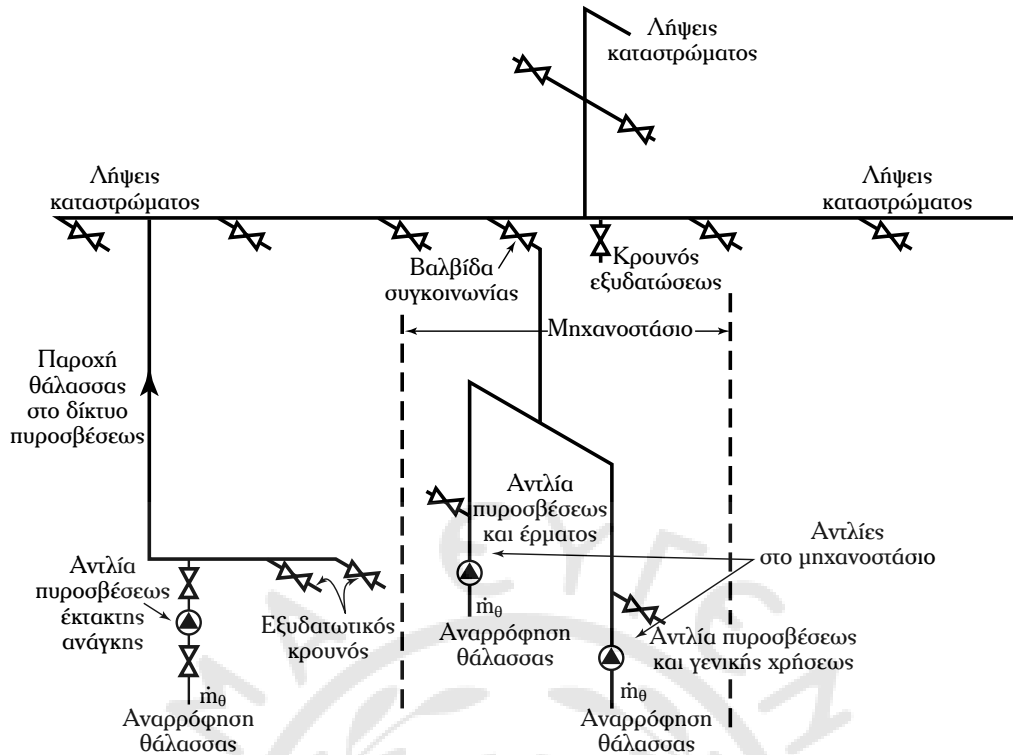 Λήψεις
καταστρώματος
Λήψεις
καταστρώματος
Λήψεις
καταστρώματος
Βαλβίδα
συγκοινωνίας
Κρουνός
εξυδατώσεως
Μηχανοστάσιο
Παροχή
θάλασσας
στο δίκτυο
πυροσβέσεως
Αντλία
πυροσβέσεως
και έρματος
Αντλίες
στο μηχανοστάσιο
Αντλία
πυροσβέσεως
έκτακτης
ανάγκης
Εξυδατωτικός
κρουνός
ṁθ
Αναρρόφηση
θάλασσας
Αντλία πυροσβέσεως
και γενικής χρήσεως
ṁθ
Αναρρόφηση
θάλασσας
ṁθ
Αναρρόφηση
θάλασσας
ΜΑ ΕΥΓΕΝ